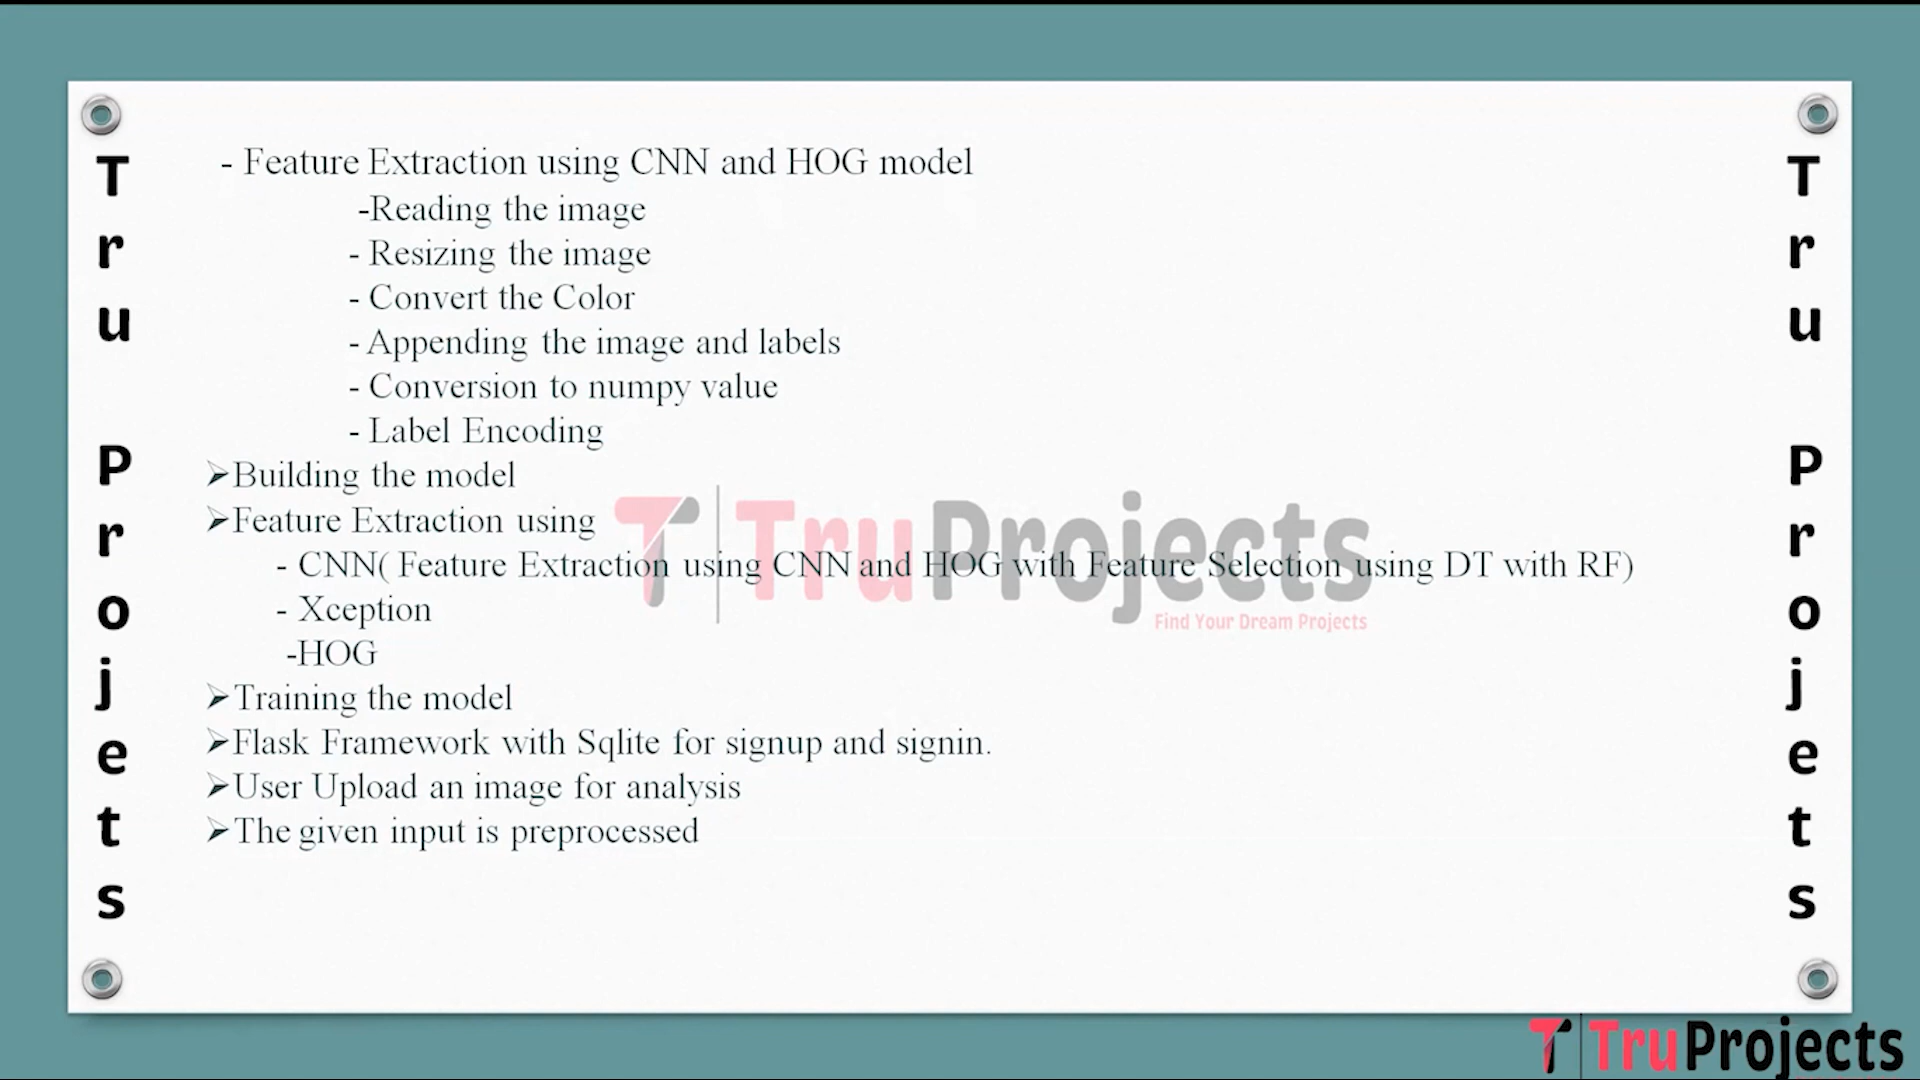 - Feature Extraction using CNN and HOG model
-Reading the image
- Resizing the image
- Convert the Color
- Appending the image and labels
- Conversion to numpy value
- Label Encoding
➢Building the model
➢Feature Extraction using
- CNN( Feature Extraction using CNN and HOG with Feature Selection using DT with RF)
- Xception
-HOG
➢Training the model
➢Flask Framework with Sqlite for signup and signin.
➢User Upload an image for analysis
➢The given input is preprocessed
Tru Projets
Tru Projets
TruProjects
Find Your Dream Projects
TruProjects